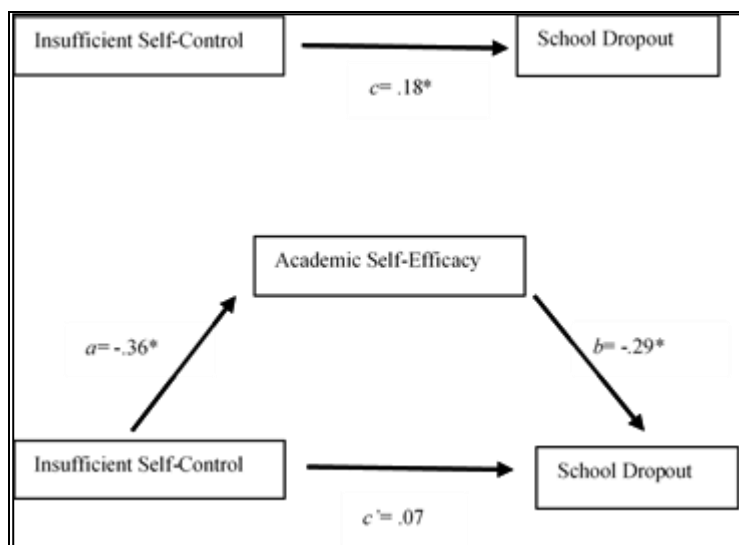 Insufficient Self-Control
School Dropout
c= .18*
Academic Self-Efficacy
a= -.36*
b= -.29*
Insufficient Self-Control
School Dropout
c'= .07